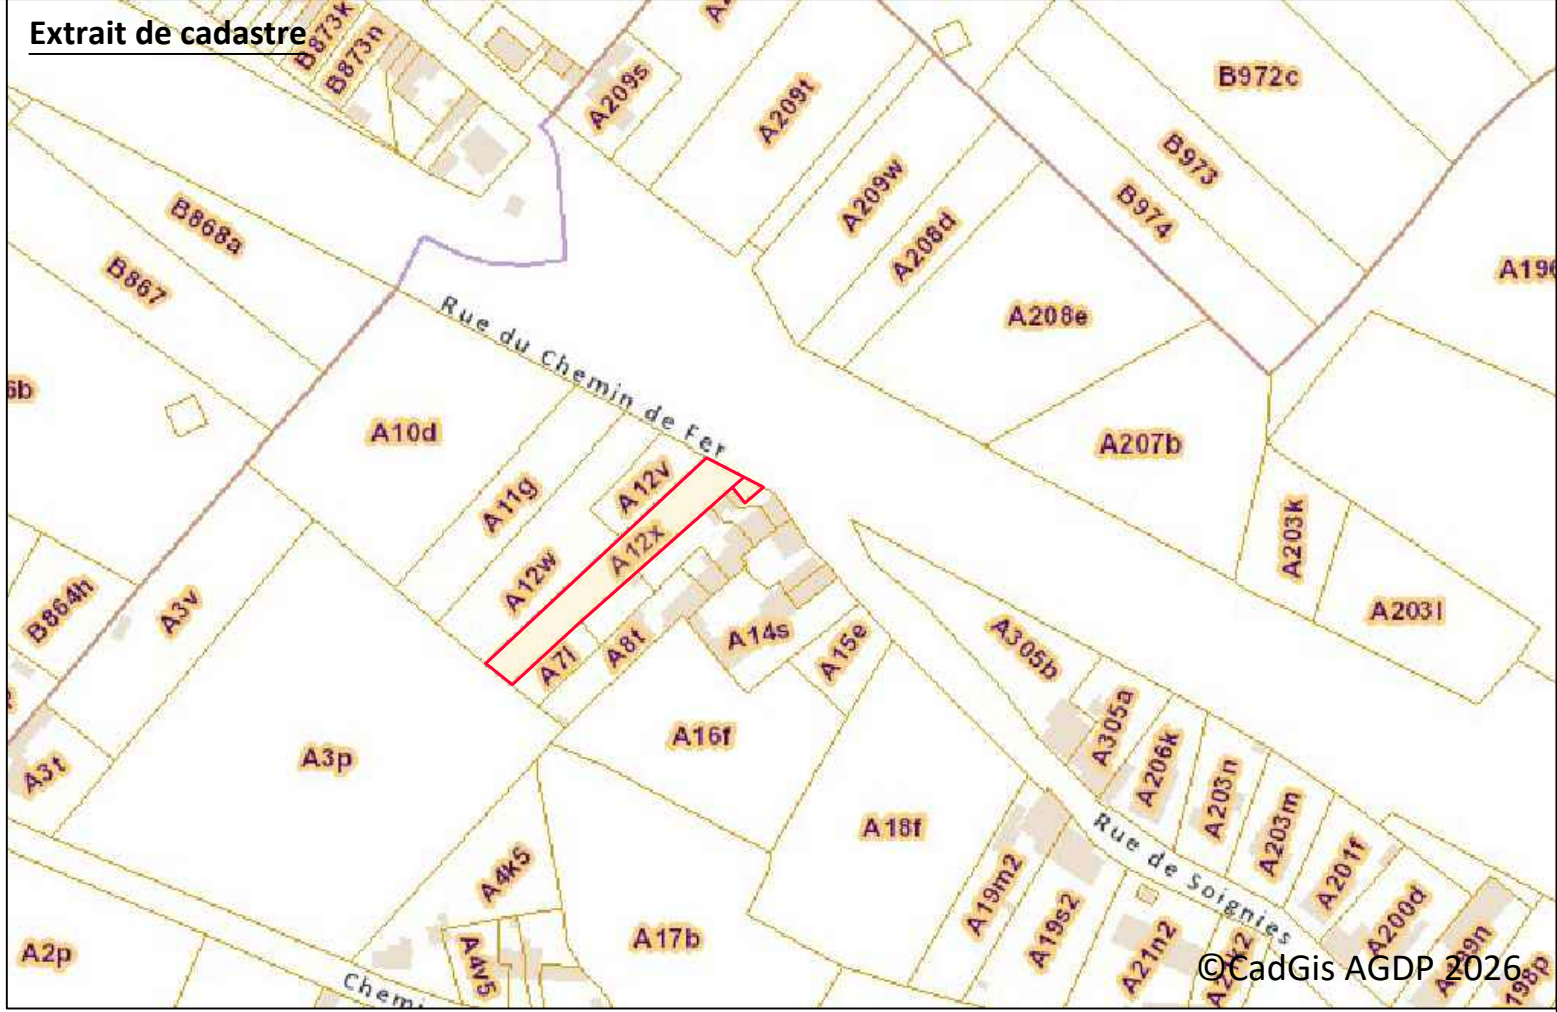 Extrait de cadastre
B873k
B873n
A209s
A209t
B972c
B973
B974
A209w
A208d
B868a
B867
A208e
Rue du Chemin de Fer
6b
A10d
A207b
A12v
A11g
A12x
A12w
A203k
B864h
A3v
A203l
A7l
A8t
A14s
A15e
A305b
A305a
A16f
A3p
A3t
A206k
A203n
A203m
A18f
Rue de Soignies
A201f
A4k5
A19m2
A19s2
A200d
A17b
A2p
A4v5
A21n2
198p
Chemi
©CadGis AGDP 2026